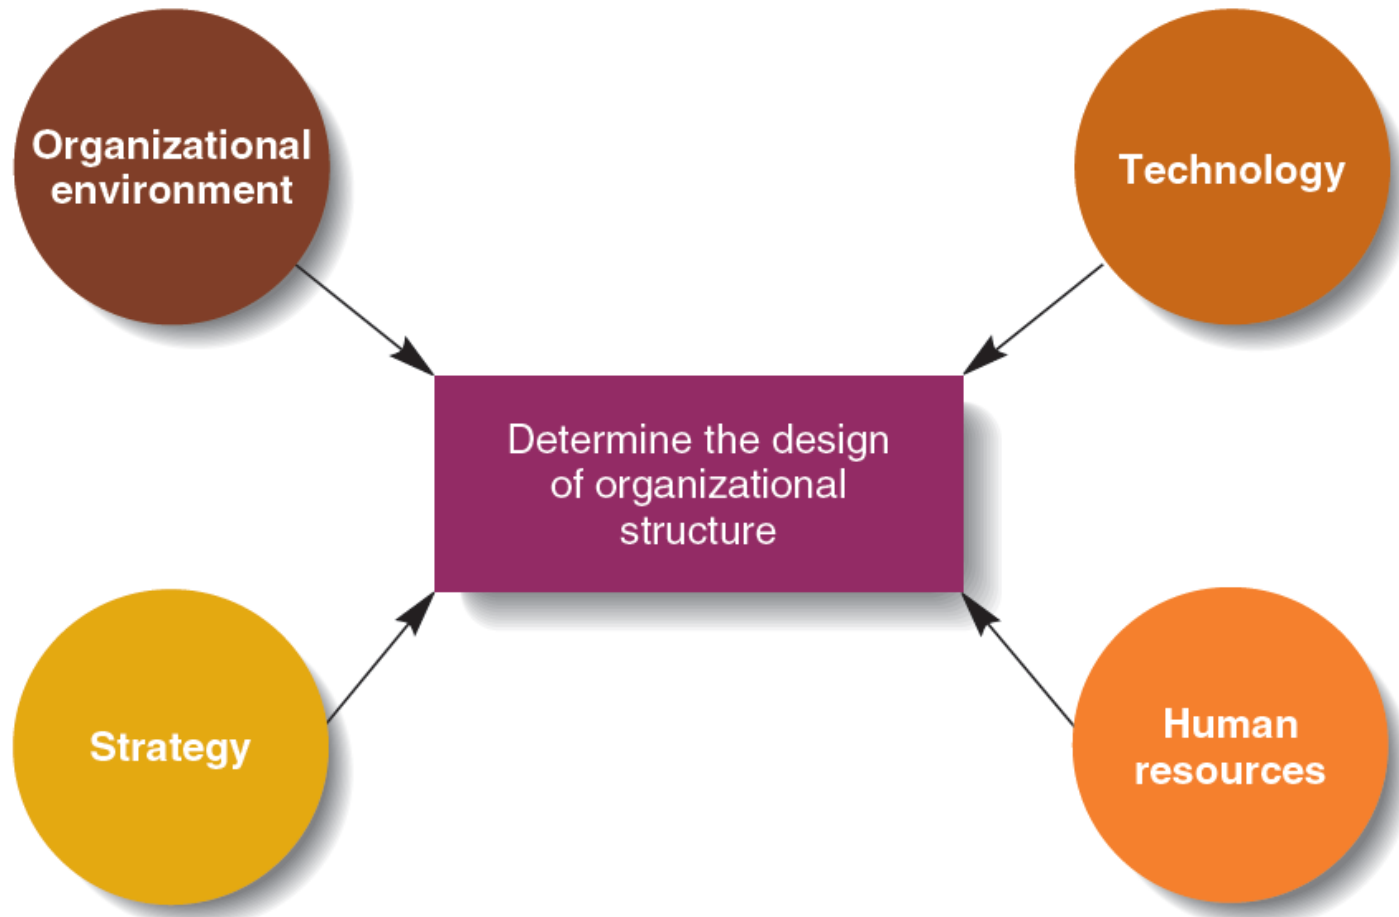 Organizational
environment
Technology
Determine the design
of organizational
structure
Strategy
Human
resources